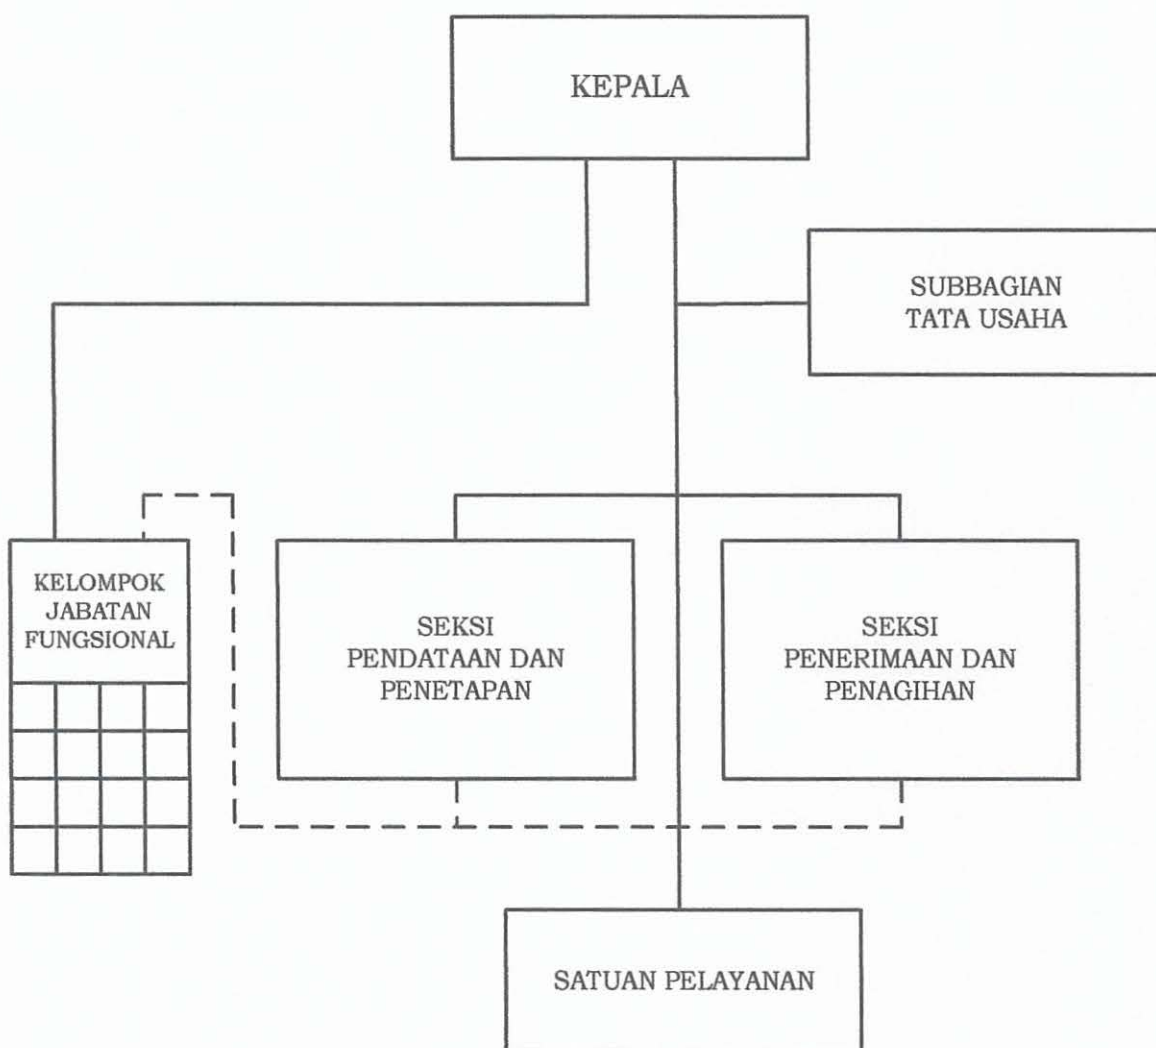 KEPALA
SUBBAGIAN
TATA USAHA
KELOMPOK
JABATAN
FUNGSIONAL
SEKSI
PENDATAAN DAN
PENETAPAN
SEKSI
PENERIMAAN DAN
PENAGIHAN
SATUAN PELAYANAN